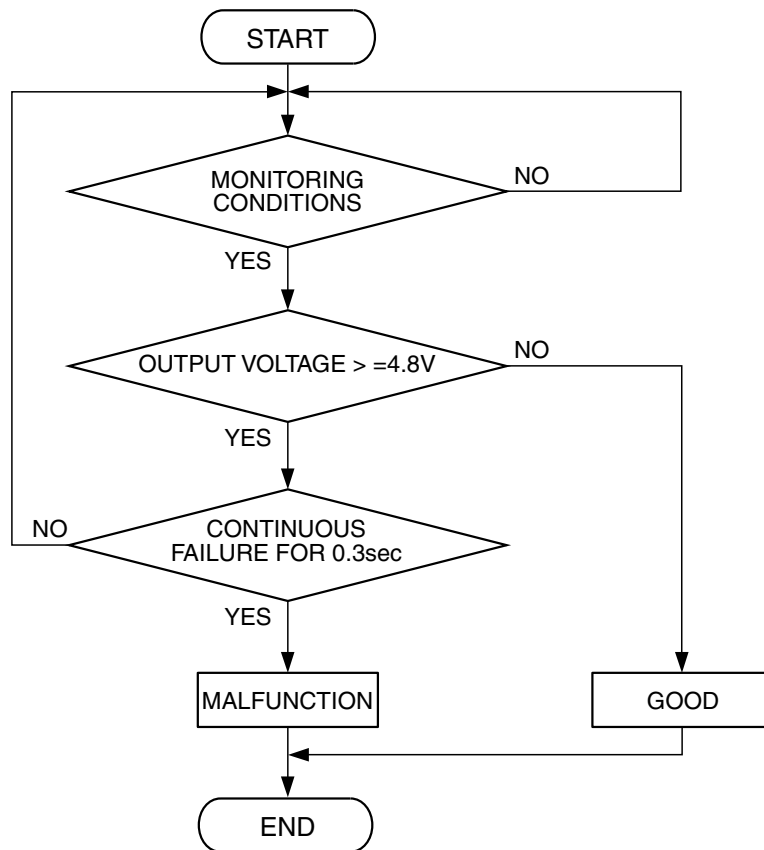 START
MONITORING
CONDITIONS
NO
YES
OUTPUT VOLTAGE > =4.8V
NO
YES
CONTINUOUS
FAILURE FOR 0.3sec
NO
YES
MALFUNCTION
GOOD
END